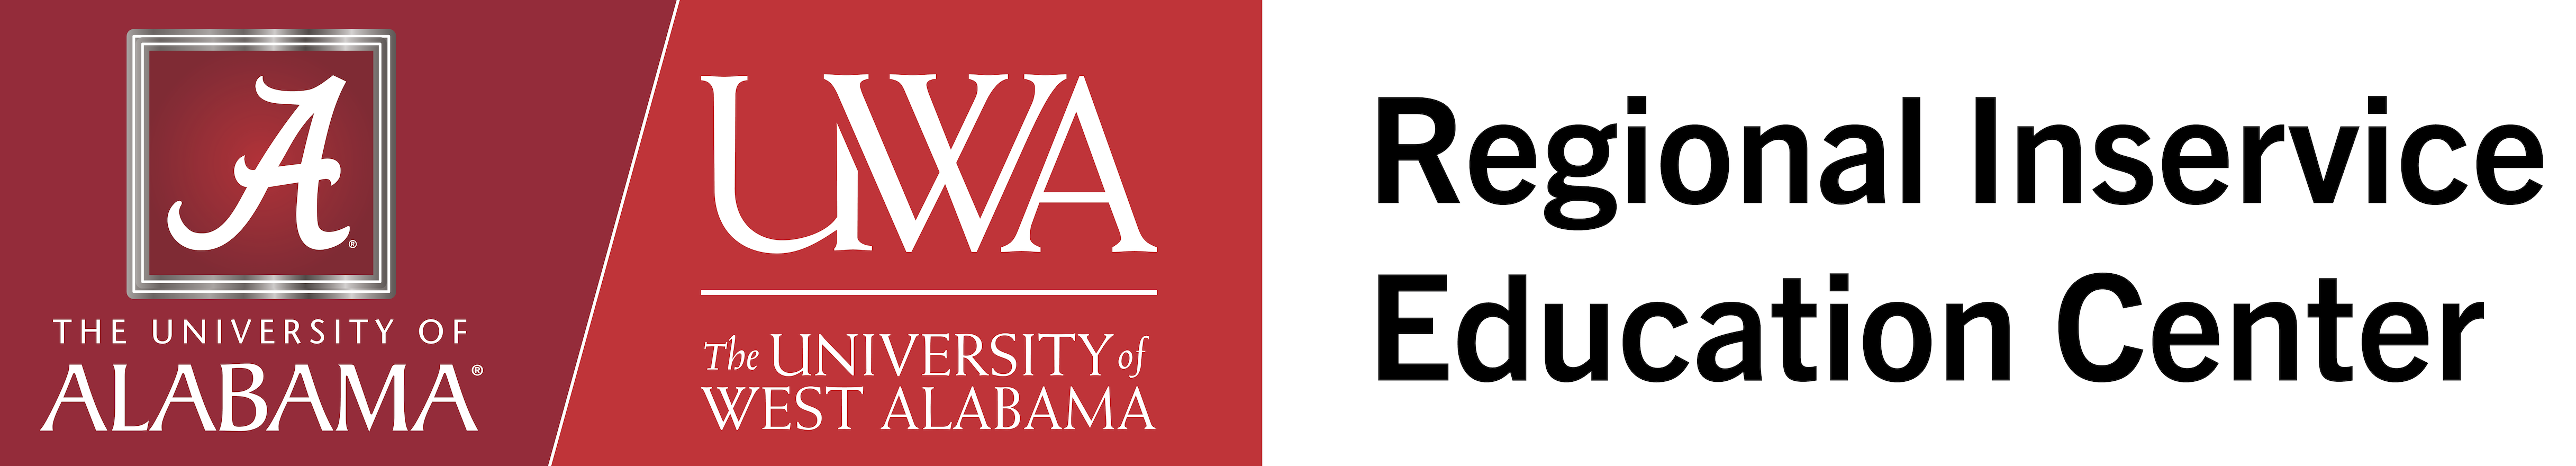 A®
THE UNIVERSITY OF
ALABAMA®
UWA
The UNIVERSITY of
WEST ALABAMA
Regional Inservice
Education Center